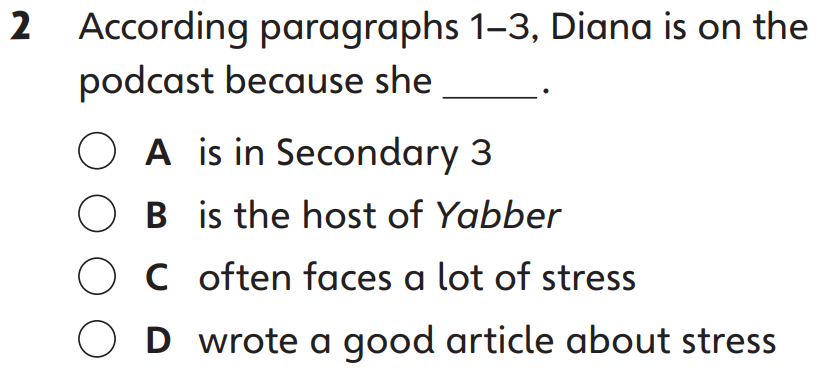 2 According paragraphs 1–3, Diana is on the
podcast because she _____.
A is in Secondary 3
B is the host of Yabber
C often faces a lot of stress
D wrote a good article about stress